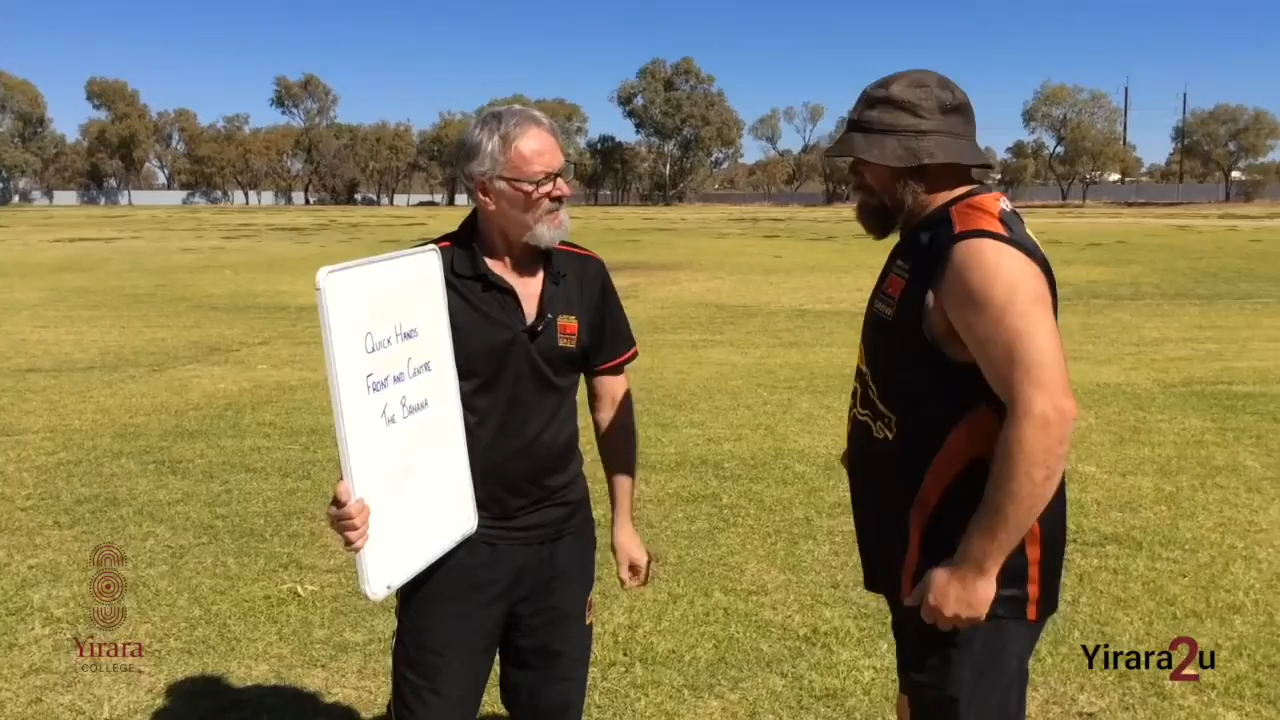 Quick Hands
Front and Centre
The Banana
Yirara
COLLEGE
Yirara2u